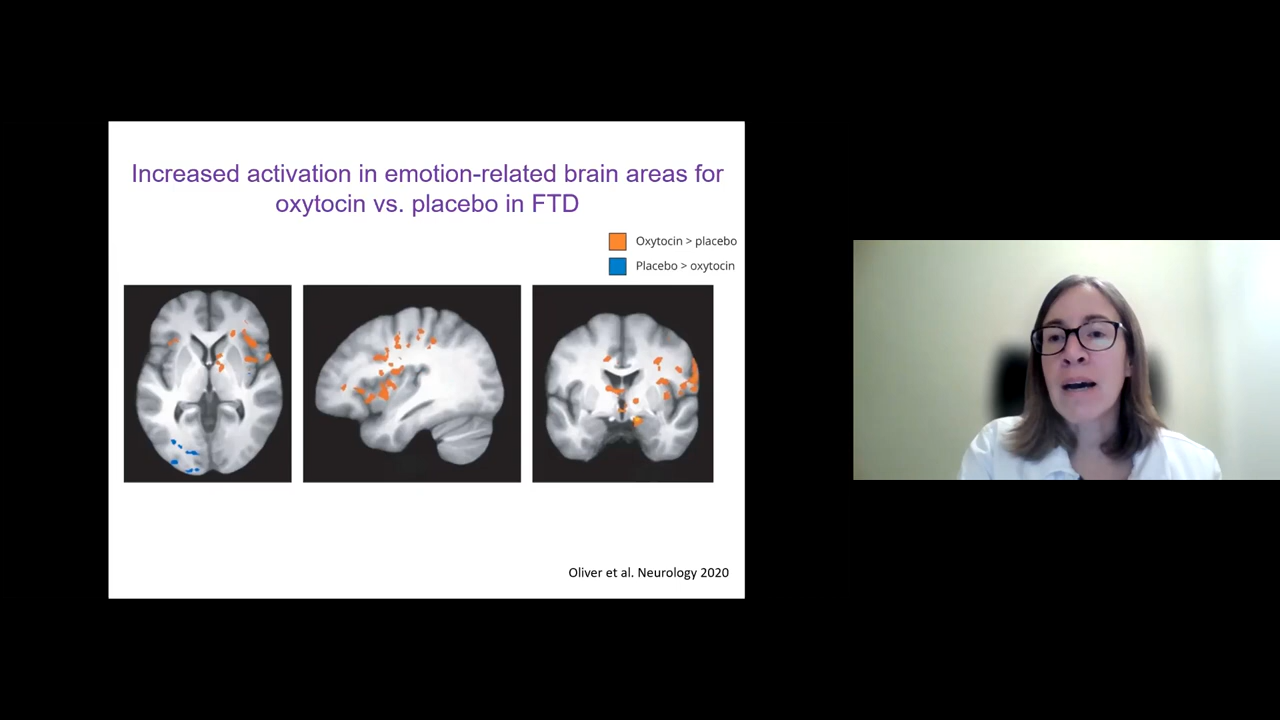 Increased activation in emotion-related brain areas for
oxytocin vs. placebo in FTD
Oxytocin > placebo
Placebo > oxytocin
Oliver et al. Neurology 2020